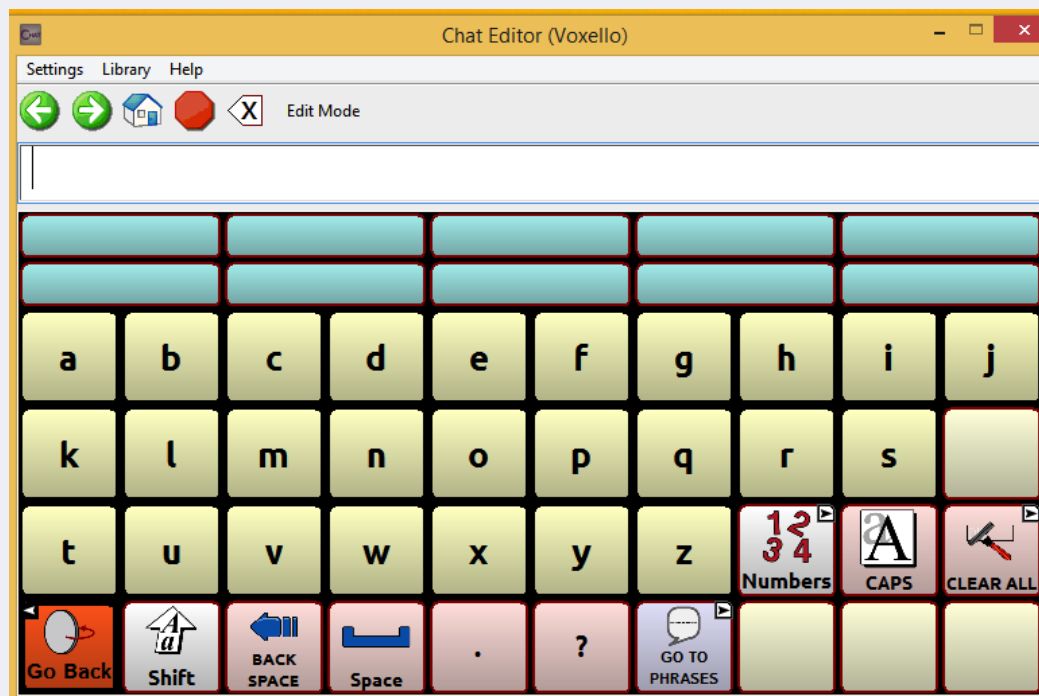 CHAT
Chat Editor (Voxello)
Settings Library Help
X Edit Mode
a b c d e f g h i j
k l m n o p q r s
t u v w x y z 1 2 3 4 Numbers a A CAPS CLEAR ALL
Go Back A a Shift BACK SPACE Space . ? GO TO PHRASES